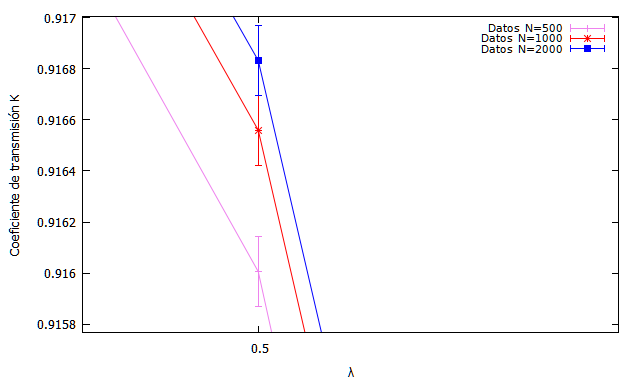 0.917
0.9168
0.9166
0.9164
0.9162
0.916
0.9158
Coeficiente de transmisión K
Datos N=500
Datos N=1000
Datos N=2000
0.5
λ